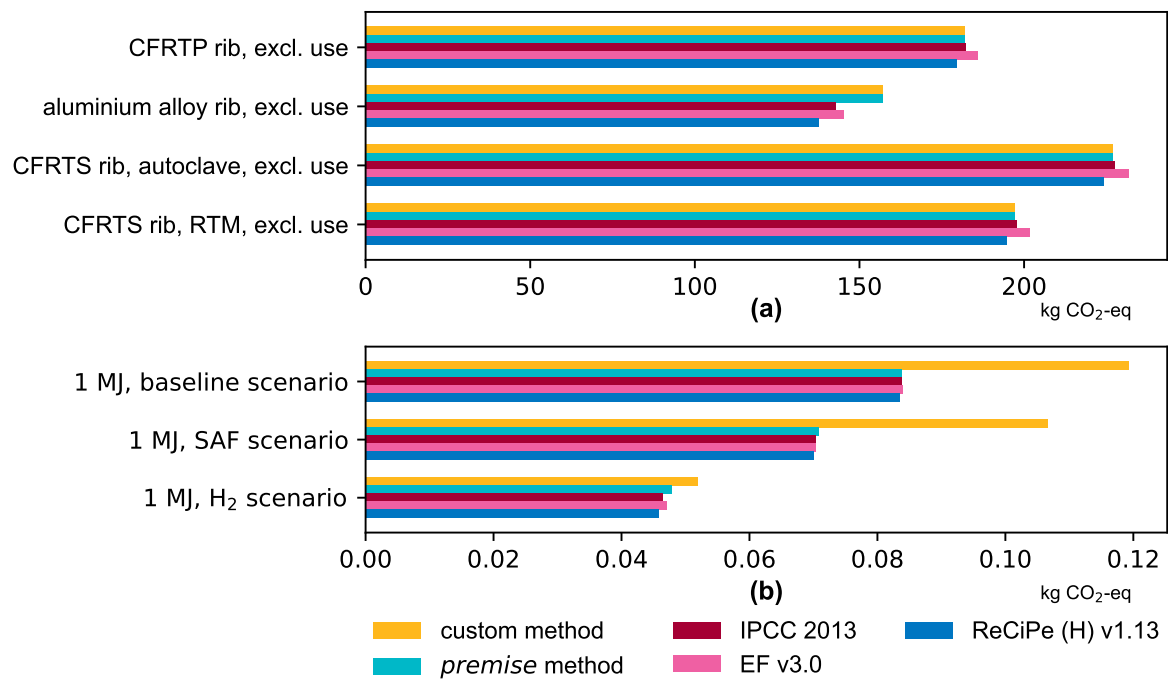 CFRTP rib, excl. use
aluminium alloy rib, excl. use
CFRTS rib, autoclave, excl. use
CFRTS rib, RTM, excl. use
0 50 100 150 200
(a)
kg CO₂-eq
1 MJ, baseline scenario
1 MJ, SAF scenario
1 MJ, H₂ scenario
0.00 0.02 0.04 0.06 0.08 0.10 0.12
(b)
kg CO₂-eq
custom method IPCC 2013 ReCiPe (H) v1.13
premise method EF v3.0